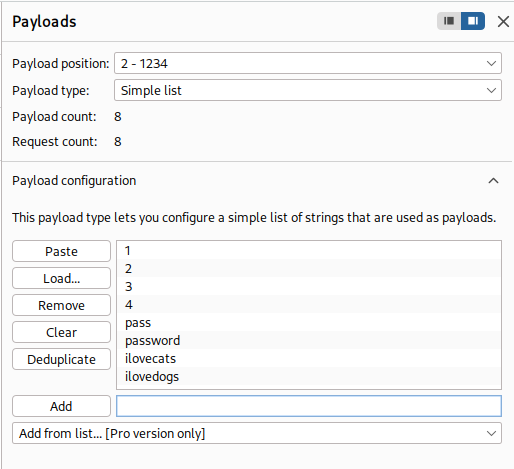 Payloads
Payload position: 2 - 1234
Payload type: Simple list
Payload count: 8
Request count: 8
Payload configuration
This payload type lets you configure a simple list of strings that are used as payloads.
Paste
Load...
Remove
Clear
Deduplicate
1
2
3
4
pass
password
ilovecats
ilovedogs
Add
Add from list... [Pro version only]